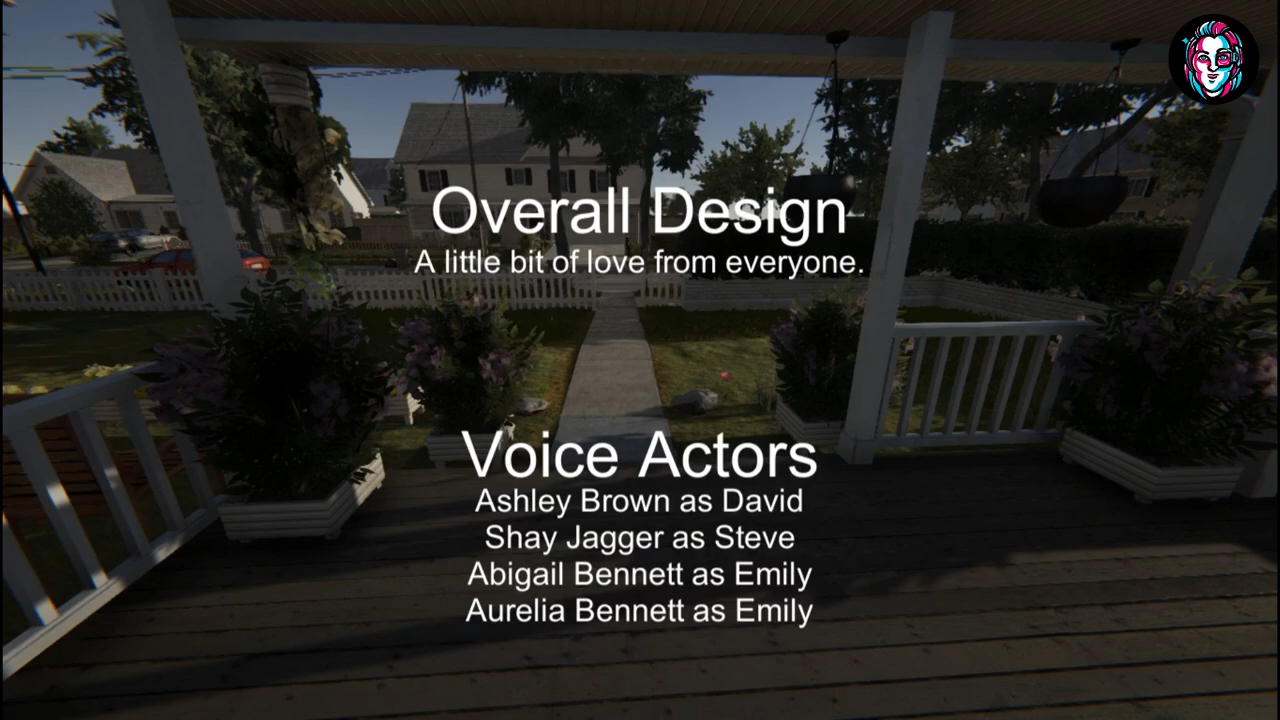 Overall Design
A little bit of love from everyone.
Voice Actors
Ashley Brown as David
Shay Jagger as Steve
Abigail Bennett as Emily
Aurelia Bennett as Emily